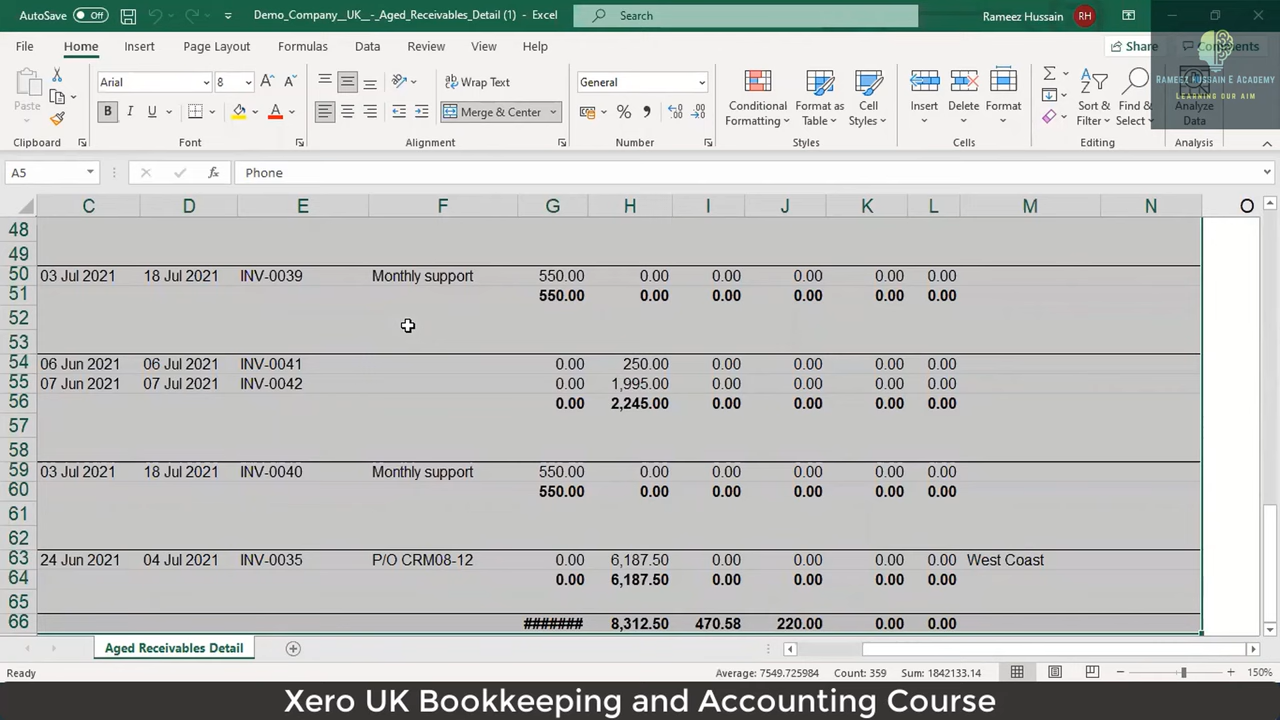 AutoSave Off Demo_Company__UK_-_Aged_Receivables_Detail (1) - Excel Search Rameez Hussain RH
File Home Insert Page Layout Formulas Data Review View Help Share Comments
RAMEEZ HUSSAIN E ACADEMY
LEARNING OUR AIM
Paste Arial 8 Wrap Text General Conditional Formatting Format as Table Cell Styles Insert Delete Format Sort & Filter Find & Select Analyze Data
B I U A Merge & Center % ,
Clipboard Font Alignment Number Styles Cells Editing Analysis
A5 fx Phone
C D E F G H I J K L M N O
48
49
50 03 Jul 2021 18 Jul 2021 INV-0039 Monthly support 550.00 0.00 0.00 0.00 0.00 0.00
51 550.00 0.00 0.00 0.00 0.00 0.00
52
53
54 06 Jun 2021 06 Jul 2021 INV-0041 0.00 250.00 0.00 0.00 0.00 0.00
55 07 Jun 2021 07 Jul 2021 INV-0042 0.00 1,995.00 0.00 0.00 0.00 0.00
56 0.00 2,245.00 0.00 0.00 0.00 0.00
57
58
59 03 Jul 2021 18 Jul 2021 INV-0040 Monthly support 550.00 0.00 0.00 0.00 0.00 0.00
60 550.00 0.00 0.00 0.00 0.00 0.00
61
62
63 24 Jun 2021 04 Jul 2021 INV-0035 P/O CRM08-12 0.00 6,187.50 0.00 0.00 0.00 0.00 West Coast
64 0.00 6,187.50 0.00 0.00 0.00 0.00
65
66 ####### 8,312.50 470.58 220.00 0.00 0.00
Aged Receivables Detail
Ready Average: 7549.725984 Count: 359 Sum: 1842133.14 150%
Xero UK Bookkeeping and Accounting Course